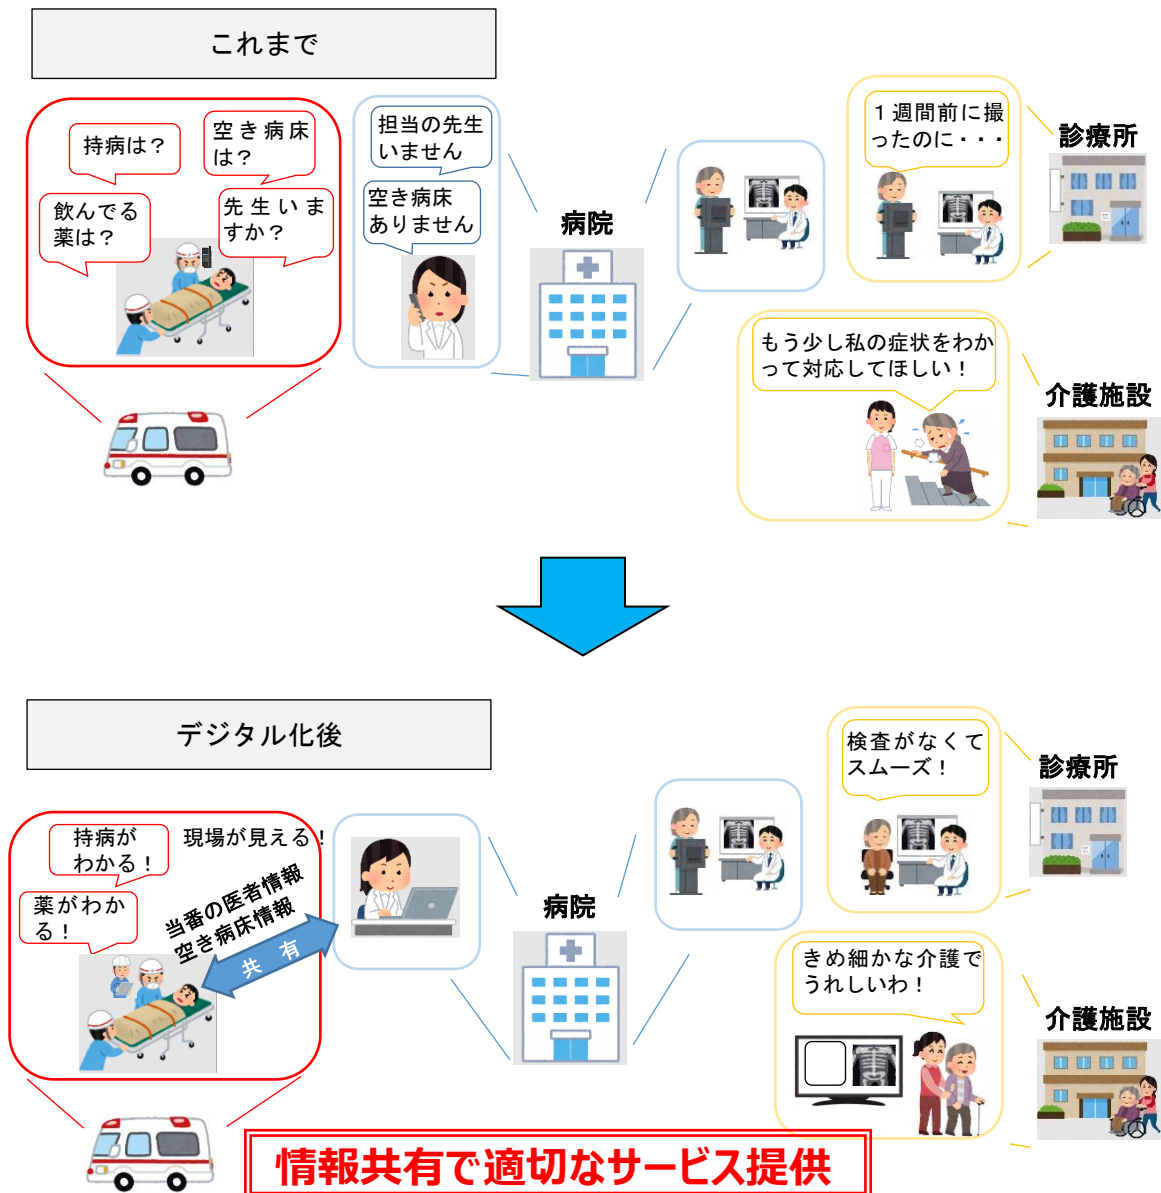 これまで
持病は？
空き病床
は？
飲んでる
薬は？
先生いま
すか？
担当の先生
いません
空き病床
ありません
病院
１週間前に撮
ったのに・・・
診療所
もう少し私の症状をわか
って対応してほしい！
介護施設
デジタル化後
持病が
わかる！
現場が見える！
薬がわか
る！
当番の医者情報
空き病床情報
共有
病院
検査がなくて
スムーズ！
診療所
きめ細かな介護で
うれしいわ！
介護施設
情報共有で適切なサービス提供